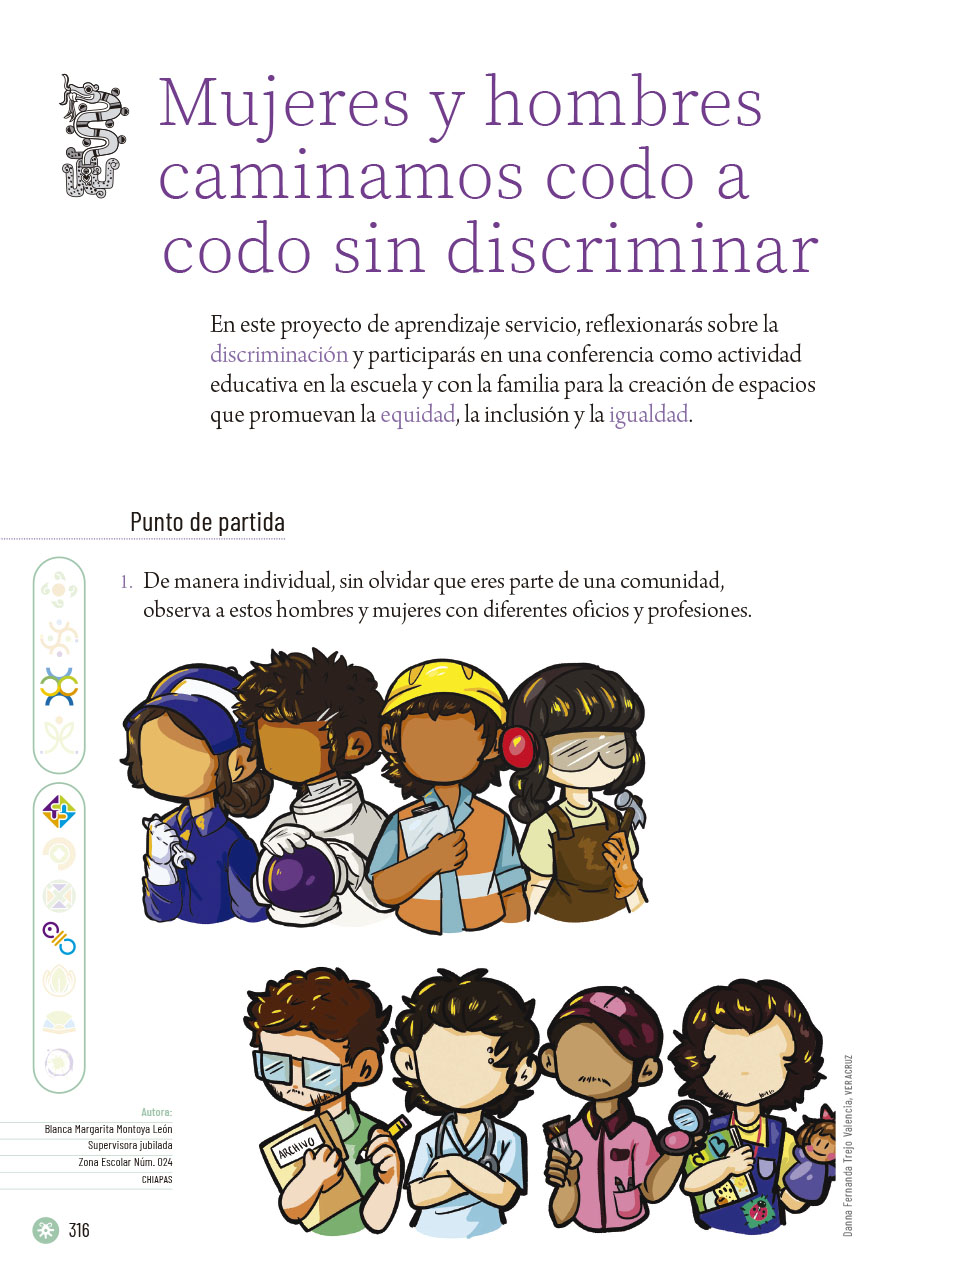 Mujeres y hombres
caminamos codo a
codo sin discriminar
En este proyecto de aprendizaje servicio, reflexionarás sobre la
discriminación y participarás en una conferencia como actividad
educativa en la escuela y con la familia para la creación de espacios
que promuevan la equidad, la inclusión y la igualdad.
Punto de partida
1. De manera individual, sin olvidar que eres parte de una comunidad,
observa a estos hombres y mujeres con diferentes oficios y profesiones.
ARCHIVO
Danna Fernanda Trejo Valencia, VERACRUZ
Autora:
Blanca Margarita Montoya León
Supervisora jubilada
Zona Escolar Núm. 024
CHIAPAS
316